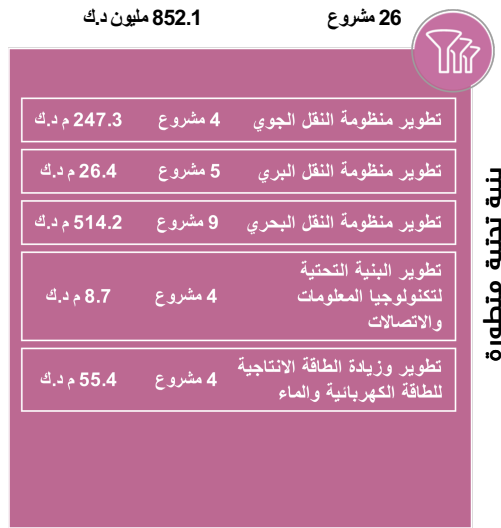 26 مشروع 852.1 مليون د.ك
بنية تحتية متطورة
تطوير منظومة النقل الجوي 4 مشروع 247.3 م د.ك
تطوير منظومة النقل البري 5 مشروع 26.4 م د.ك
تطوير منظومة النقل البحري 9 مشروع 514.2 م د.ك
تطوير البنية التحتية
لتكنولوجيا المعلومات 4 مشروع 8.7 م د.ك
والاتصالات
تطوير وزيادة الطاقة الانتاجية
للطاقة الكهربائية والماء 4 مشروع 55.4 م د.ك